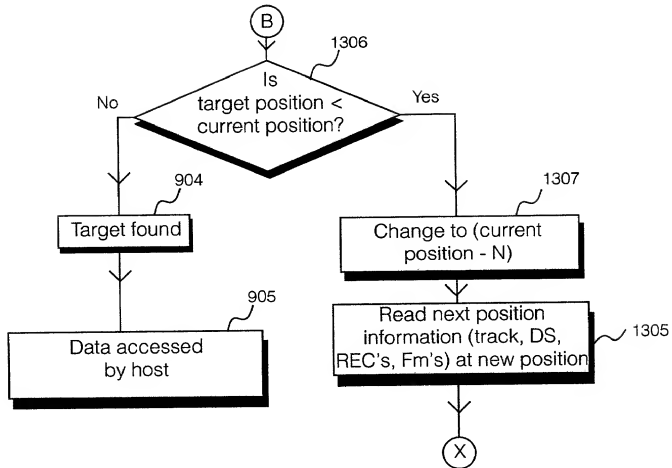 B
1306
Is
target position <
current position?
No
Yes
904
Target found
1307
Change to (current
position - N)
905
Data accessed
by host
Read next position
information (track, DS,
REC's, Fm's) at new position
1305
X